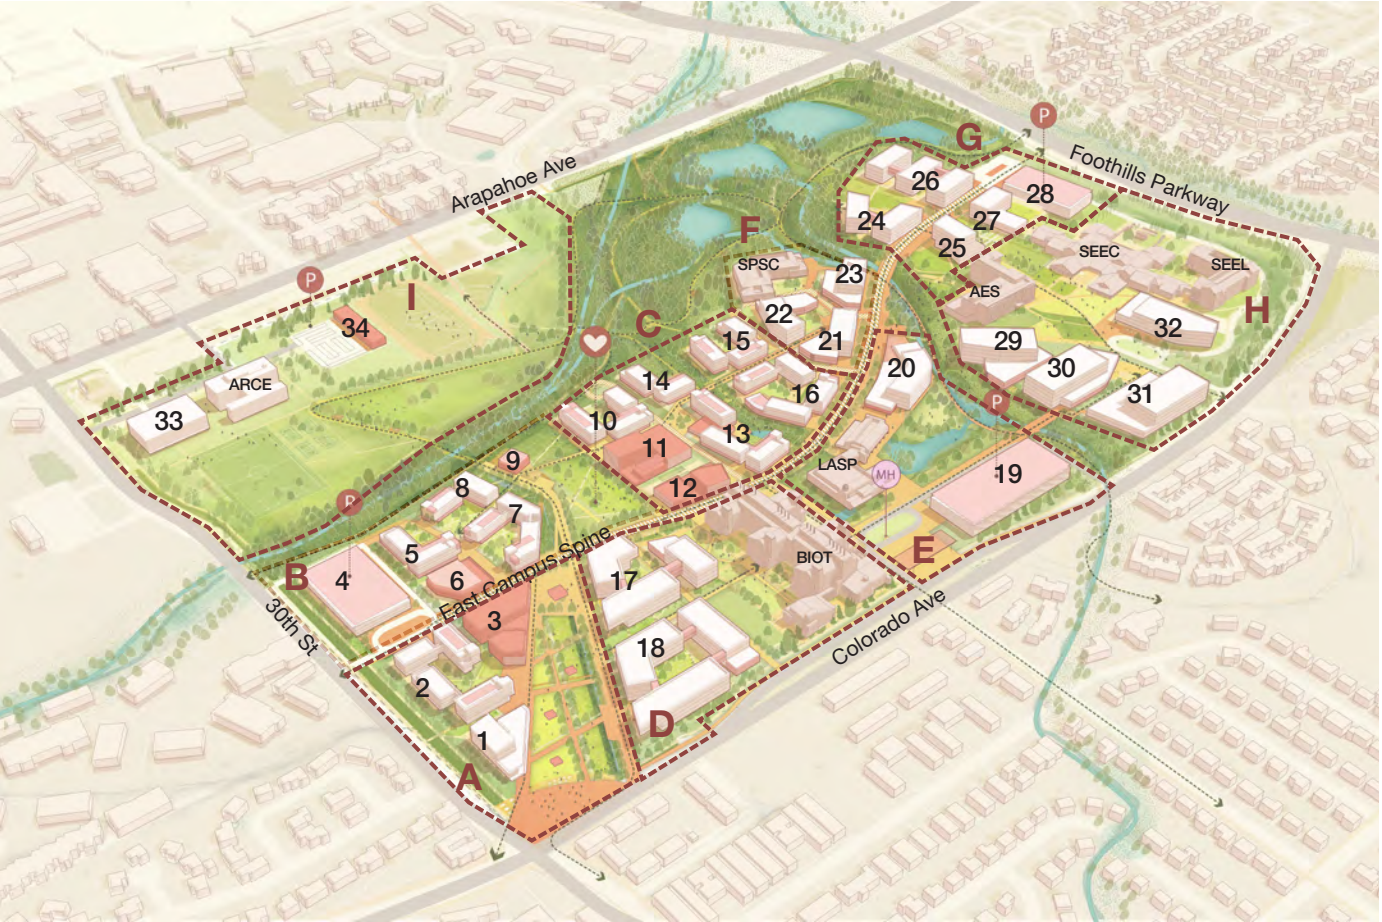 P
G
Foothills Parkway
Arapahoe Ave
26
28
24
27
25
F
SPSC
SEEC
SEEL
23
AES
P
I
H
C
22
34
15
21
29
32
20
30
14
ARCE
16
31
P
33
10
13
11
LASP
MH
19
9
12
8
P
7
5
East Campus Spine
E
BIOT
B
4
6
17
30th St
3
Colorado Ave
18
2
D
1
A